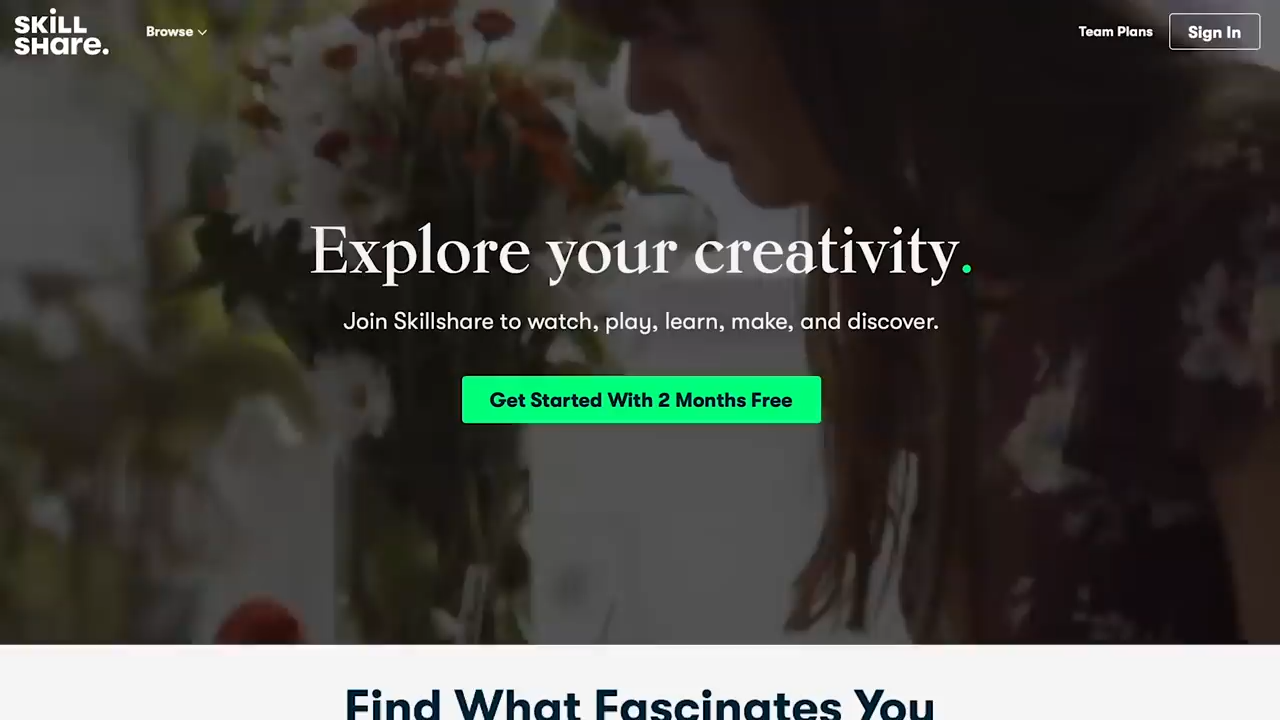 SKiLL
SHare.
Browse
Team Plans
Sign In
Explore your creativity.
Join Skillshare to watch, play, learn, make, and discover.
Get Started With 2 Months Free
Find What Fascinates You